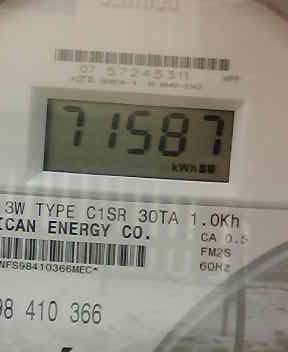 07 57245311
71587
kWh
3W TYPE C1SR 30TA 1.0Kh
ICAN ENERGY CO.
CA 0.5
FM2S
60Hz
NFS98410366MEC*
98 410 366